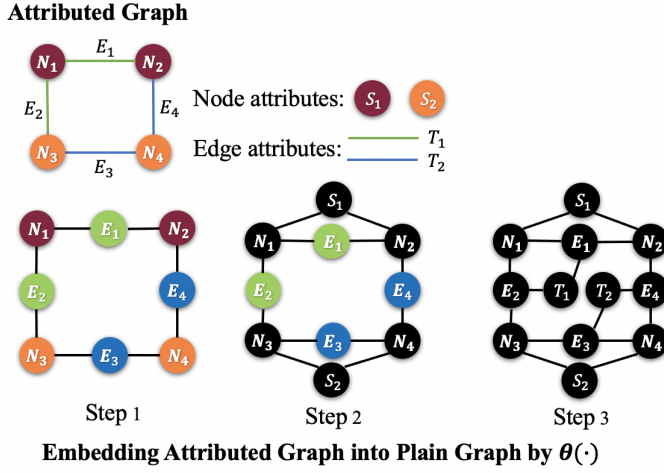 Attributed Graph
N₁ E₁ N₂
E₂ E₄
N₃ E₃ N₄
Node attributes: S₁ S₂
Edge attributes: T₁
T₂
N₁ E₁ N₂
E₂ E₄
N₃ E₃ N₄
Step 1
S₁
N₁ E₁ N₂
E₂ E₄
N₃ E₃ N₄
S₂
Step 2
S₁
N₁ E₁ N₂
E₂ T₁ T₂ E₄
N₃ E₃ N₄
S₂
Step 3
Embedding Attributed Graph into Plain Graph by θ(·)